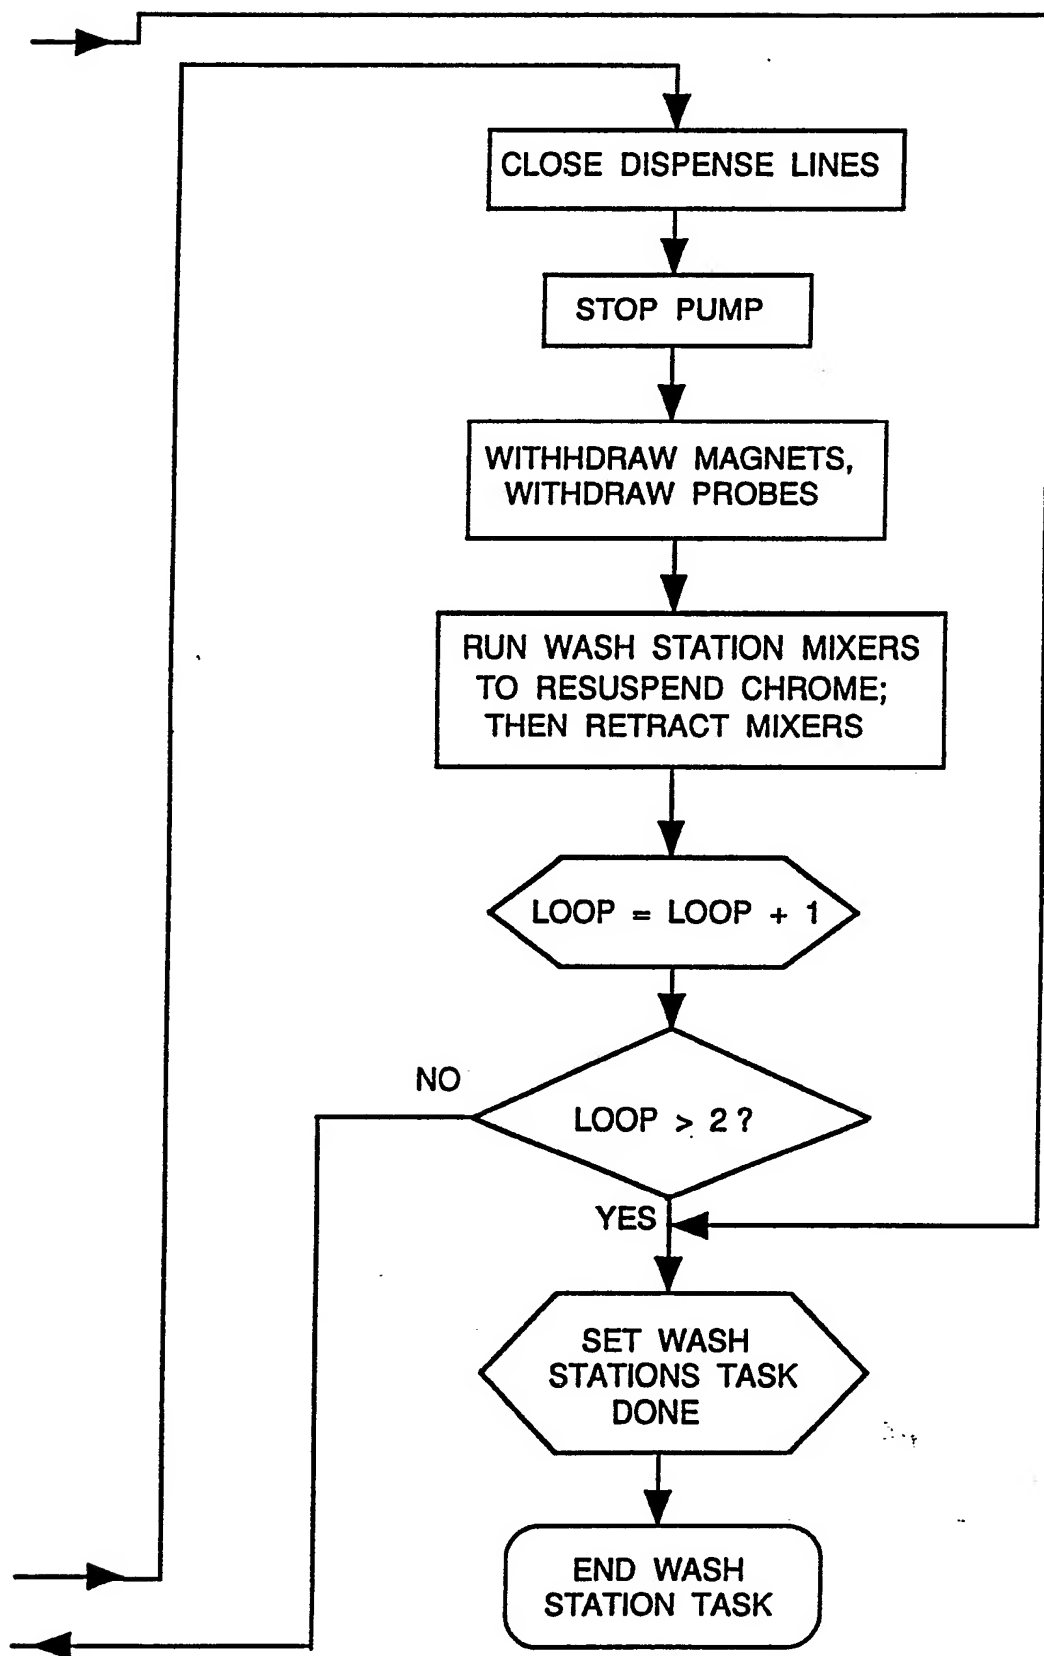 CLOSE DISPENSE LINES
STOP PUMP
WITHHDRAW MAGNETS,
WITHDRAW PROBES
RUN WASH STATION MIXERS
TO RESUSPEND CHROME;
THEN RETRACT MIXERS
LOOP = LOOP + 1
NO
LOOP > 2 ?
YES
SET WASH
STATIONS TASK
DONE
END WASH
STATION TASK